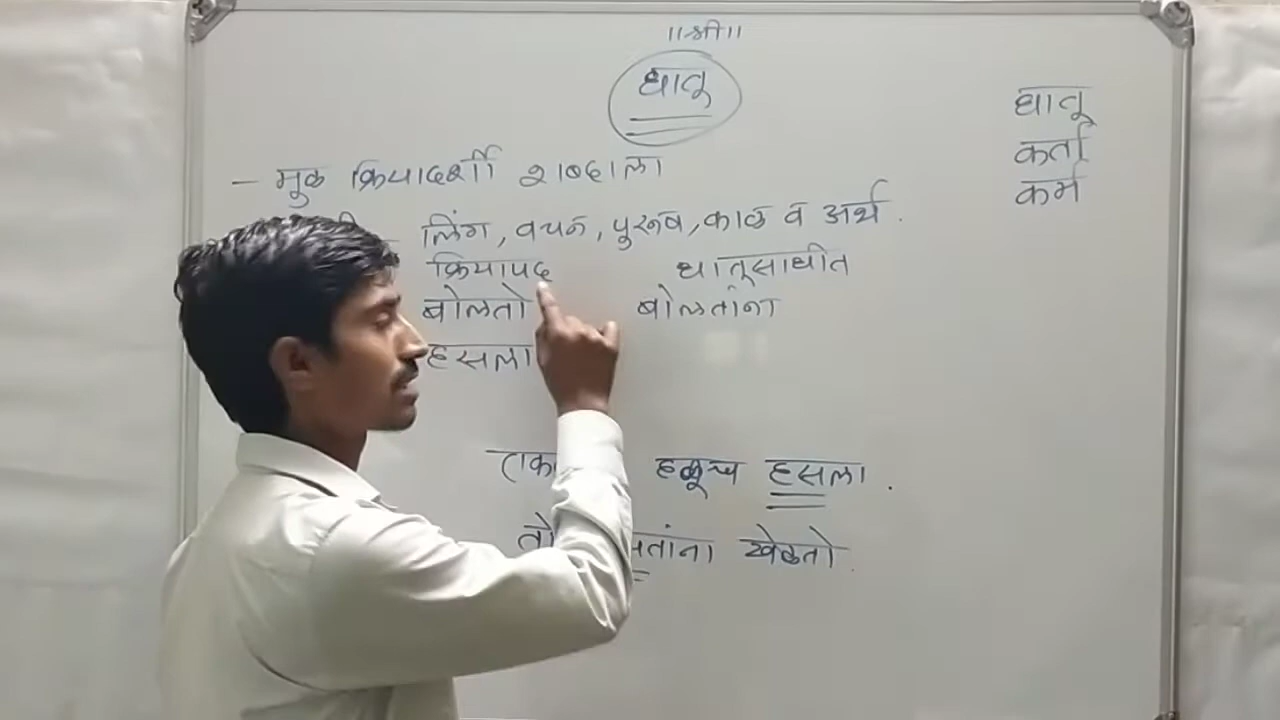 ॥श्री॥
धातू
धातू
कर्ता
कर्म
– मुळ क्रियादर्शी शब्दाला
लिंग, वचन, पुरूष, काळ व अर्थ.
क्रियापद धातूसाधीत
बोलतो बोलतांना
हसला
हळूच हसला.
तो खेळतो.